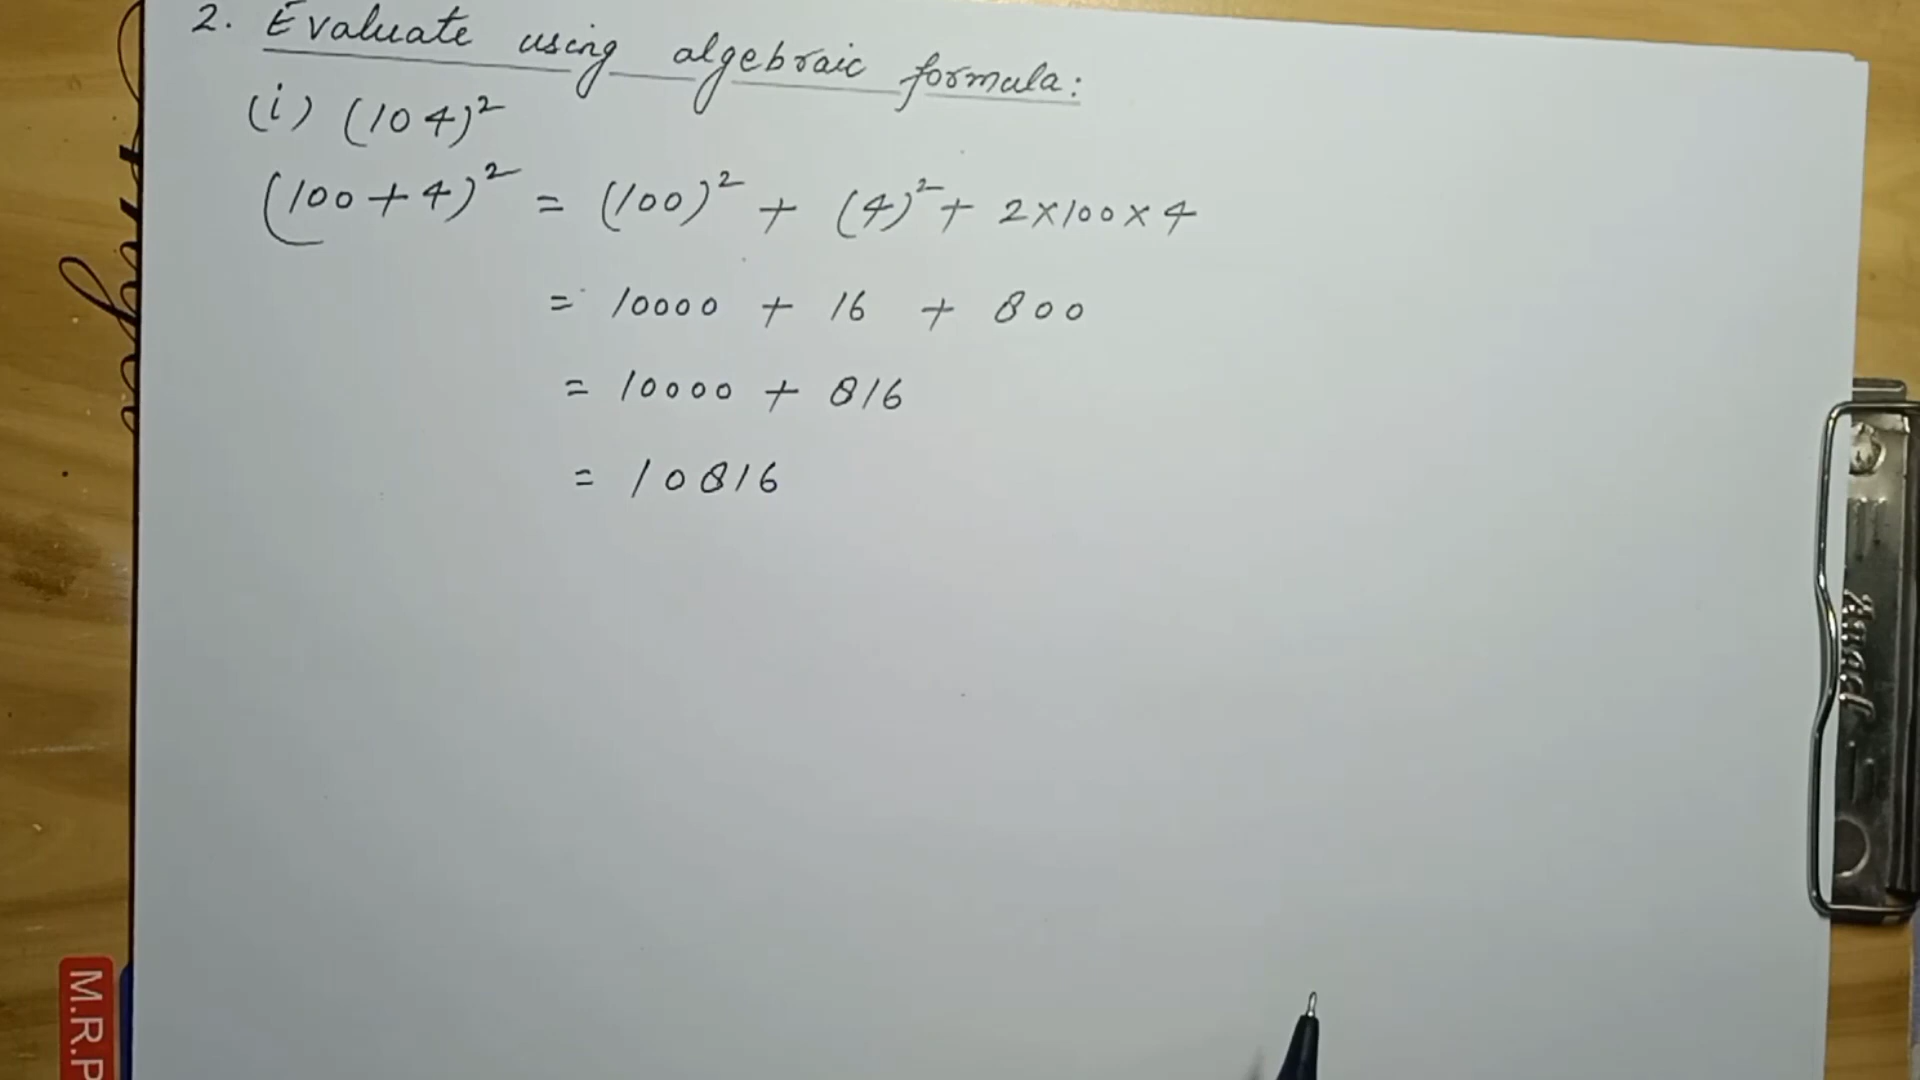 2. Evaluate using algebraic formula:
(i) (104)²
(100+4)² = (100)² + (4)² + 2×100×4
= 10000 + 16 + 800
= 10000 + 816
= 10816
M.R.P